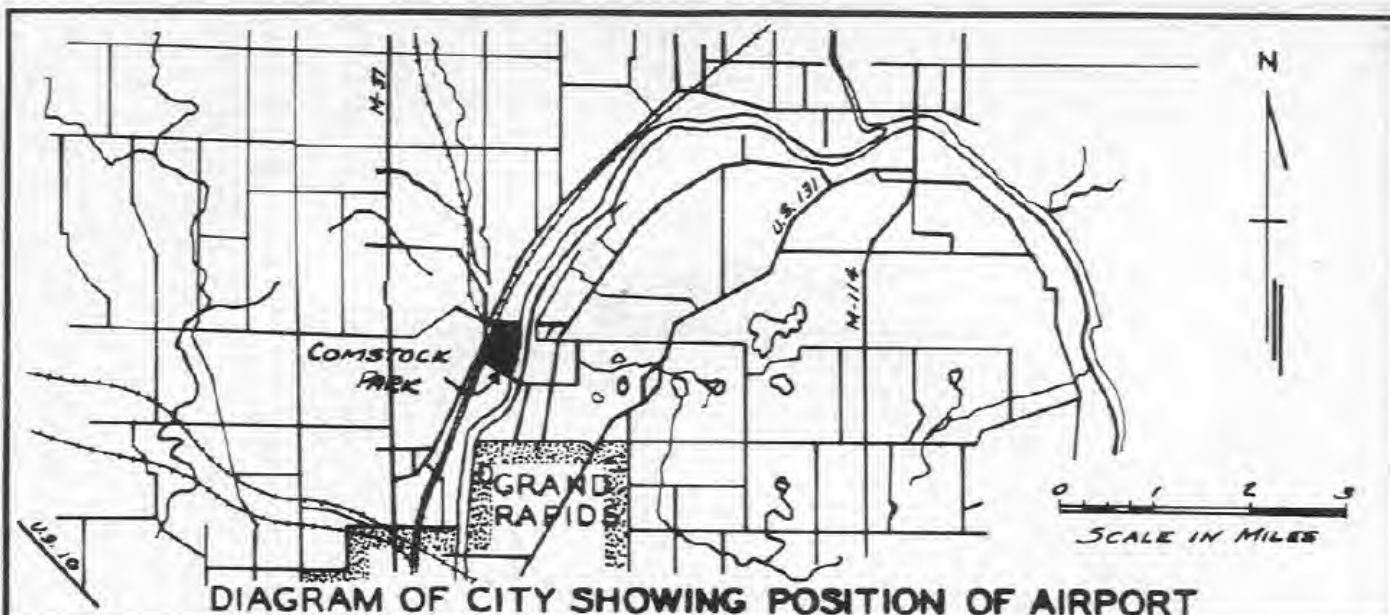 N
M-37
U.S. 131
M-114
COMSTOCK
PARK
GRAND
RAPIDS
U.S. 10
0 1 2 3
SCALE IN MILES
DIAGRAM OF CITY SHOWING POSITION OF AIRPORT